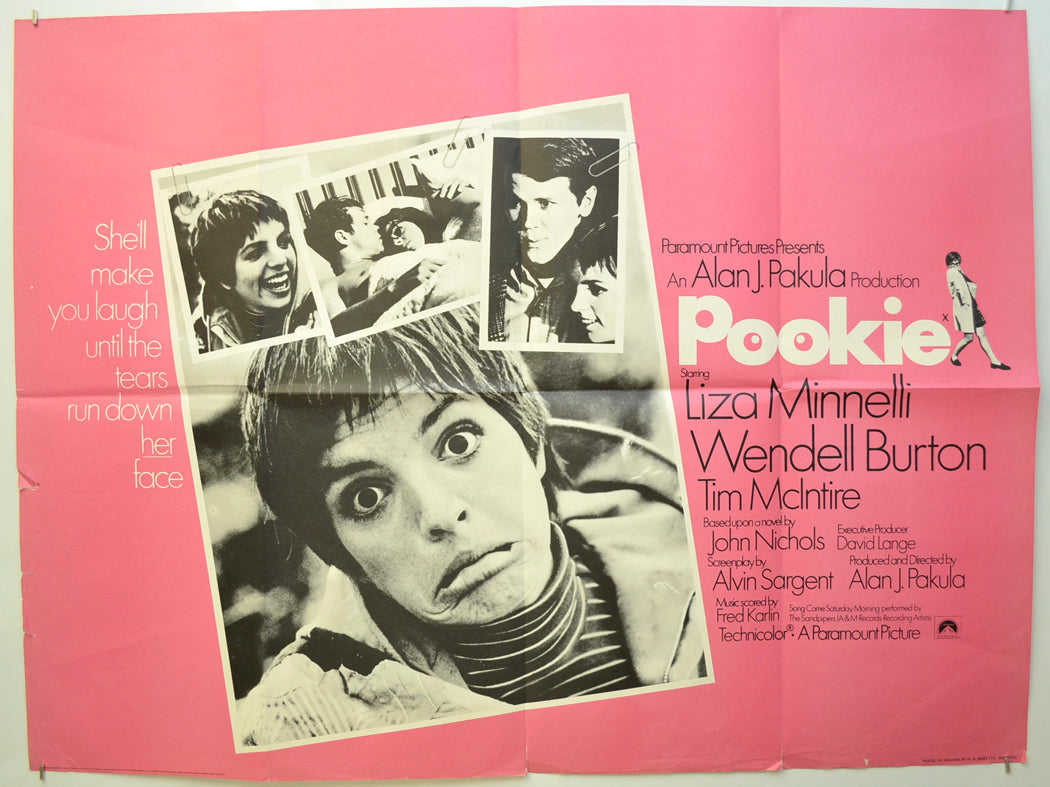 She'll
make
you laugh
until the
tears
run down
her
face
Paramount Pictures Presents
An Alan J. Pakula Production
Pookie x
Starring
Liza Minnelli
Wendell Burton
Tim McIntire
Based upon a novel by
John Nichols
Executive Producer
David Lange
Screenplay by
Alvin Sargent
Produced and Directed by
Alan J. Pakula
Music scored by
Fred Karlin
Song Come Saturday Morning performed by
The Sandpipers (A&M Records Recording Artists)
Technicolor® • A Paramount Picture